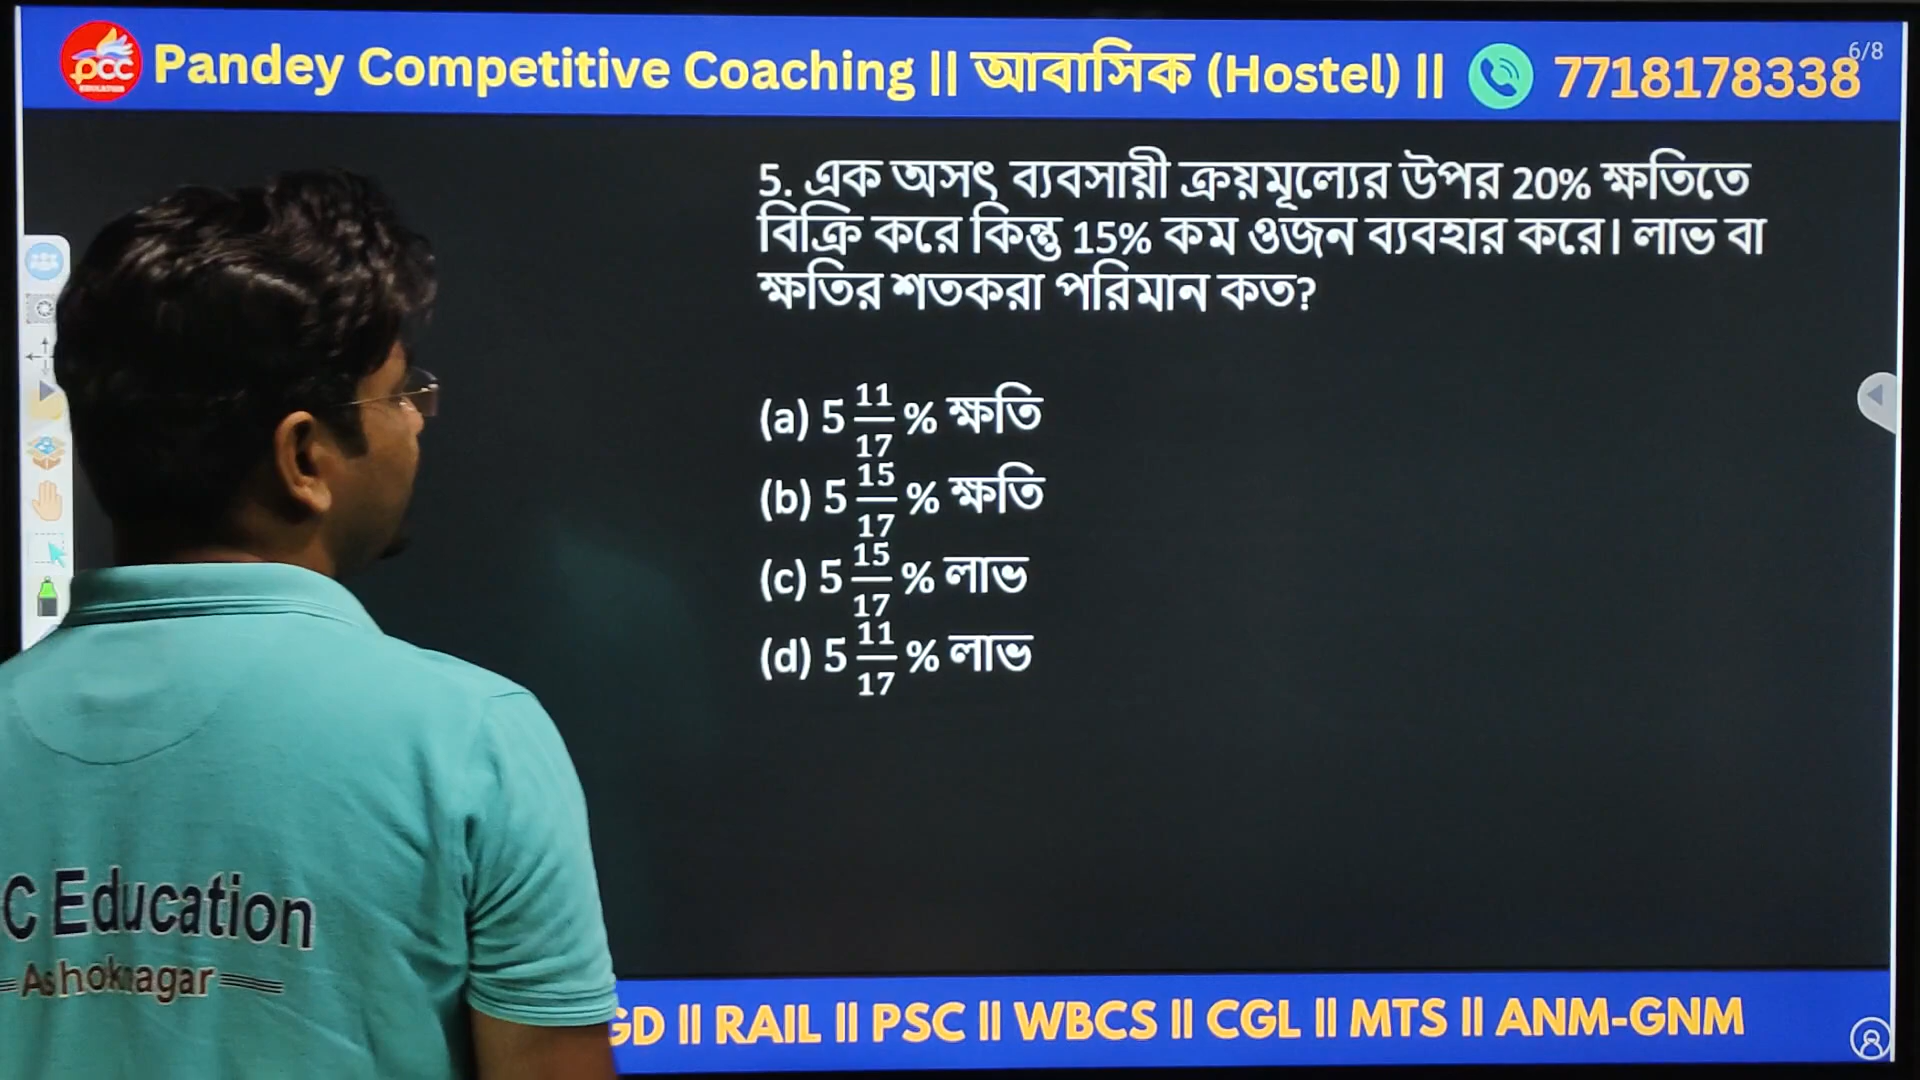 pcc
Pandey Competitive Coaching || আবাসিক (Hostel) || 7718178338
6/8
5. এক অসৎ ব্যবসায়ী ক্রয়মূল্যের উপর 20% ক্ষতিতে
বিক্রি করে কিন্তু 15% কম ওজন ব্যবহার করে। লাভ বা
ক্ষতির শতকরা পরিমান কত?
(a) 5 11/17 % ক্ষতি
(b) 5 15/17 % ক্ষতি
(c) 5 15/17 % লাভ
(d) 5 11/17 % লাভ
C Education
Ashoknagar
GD || RAIL || PSC || WBCS || CGL || MTS || ANM-GNM